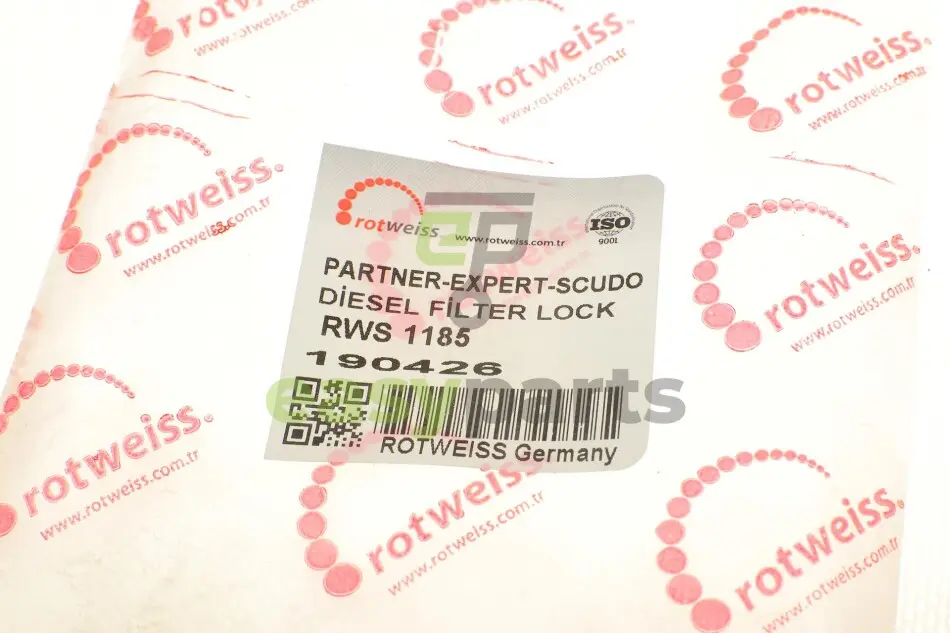 rotweiss.
www.rotweiss.com.tr
rotweiss.
www.rotweiss.com.tr
rotweiss.
www.rotweiss.com.tr
rotweiss.
www.rotweiss.com.tr
rotweiss
www.rotweiss.com.tr
ISO
9001
rotweiss.
www.rotweiss.com.tr
PARTNER-EXPERT-SCUDO
DİESEL FİLTER LOCK
RWS 1185
190426
easyparts
ROTWEISS Germany
rotweiss.
www.rotweiss.com.tr
rotweiss.
www.rotweiss.com.tr
rotweiss.
www.rotweiss.com.tr